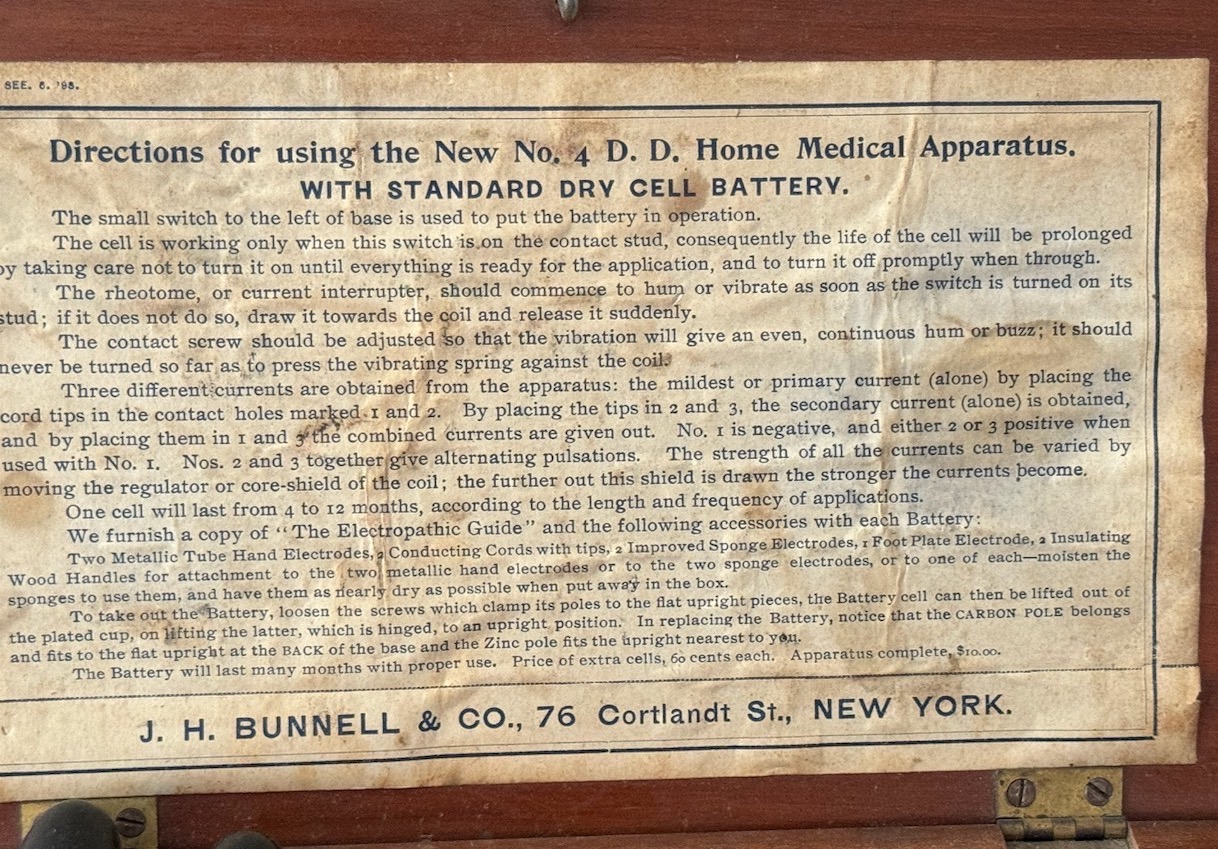 SEE. 6. '98.
Directions for using the New No. 4 D. D. Home Medical Apparatus.
WITH STANDARD DRY CELL BATTERY.
The small switch to the left of base is used to put the battery in operation.
The cell is working only when this switch is on the contact stud, consequently the life of the cell will be prolonged
by taking care not to turn it on until everything is ready for the application, and to turn it off promptly when through.
The rheotome, or current interrupter, should commence to hum or vibrate as soon as the switch is turned on its
stud; if it does not do so, draw it towards the coil and release it suddenly.
The contact screw should be adjusted so that the vibration will give an even, continuous hum or buzz; it should
never be turned so far as to press the vibrating spring against the coil.
Three different currents are obtained from the apparatus: the mildest or primary current (alone) by placing the
cord tips in the contact holes marked 1 and 2. By placing the tips in 2 and 3, the secondary current (alone) is obtained,
and by placing them in 1 and 3 the combined currents are given out. No. 1 is negative, and either 2 or 3 positive when
used with No. 1. Nos. 2 and 3 together give alternating pulsations. The strength of all the currents can be varied by
moving the regulator or core-shield of the coil; the further out this shield is drawn the stronger the currents become.
One cell will last from 4 to 12 months, according to the length and frequency of applications.
We furnish a copy of "The Electropathic Guide" and the following accessories with each Battery:
Two Metallic Tube Hand Electrodes, 2 Conducting Cords with tips, 2 Improved Sponge Electrodes, 1 Foot Plate Electrode, 2 Insulating
Wood Handles for attachment to the two metallic hand electrodes or to the two sponge electrodes, or to one of each—moisten the
sponges to use them, and have them as nearly dry as possible when put away in the box.
To take out the Battery, loosen the screws which clamp its poles to the flat upright pieces, the Battery cell can then be lifted out of
the plated cup, on lifting the latter, which is hinged, to an upright position. In replacing the Battery, notice that the CARBON POLE belongs
and fits to the flat upright at the BACK of the base and the Zinc pole fits the upright nearest to you.
The Battery will last many months with proper use. Price of extra cells, 60 cents each. Apparatus complete, $10.00.
J. H. BUNNELL & CO., 76 Cortlandt St., NEW YORK.